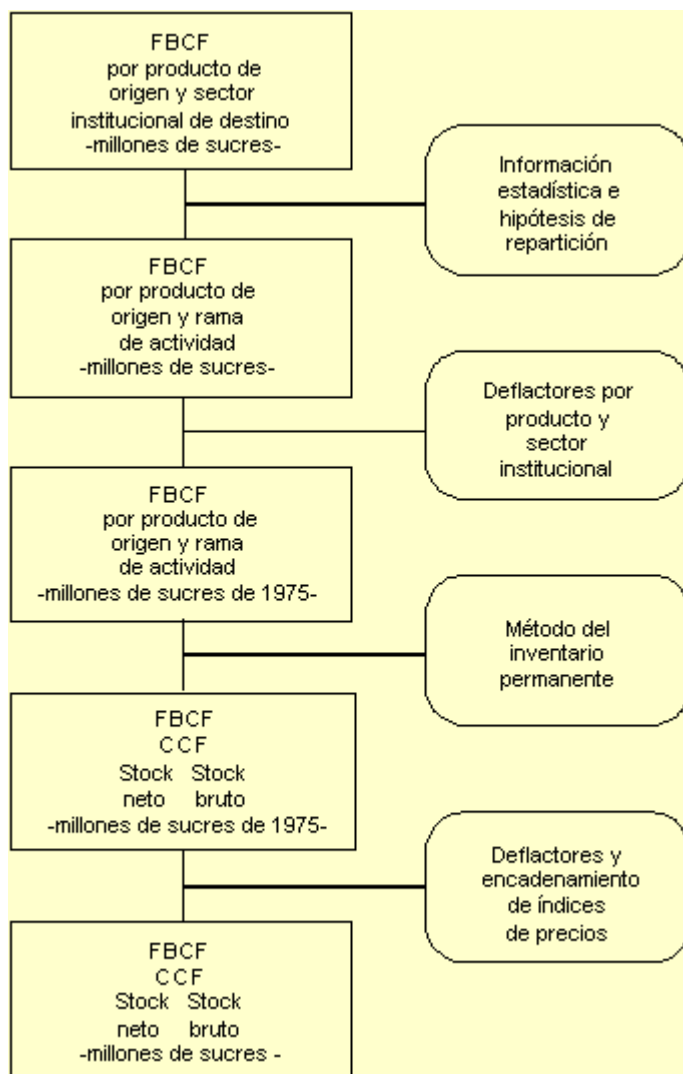 FBCF
por producto de
origen y sector
institucional de destino
-millones de sucres-
Información
estadística e
hipótesis de
repartición
FBCF
por producto de
origen y rama
de actividad
-millones de sucres-
Deflactores por
producto y
sector
institucional
FBCF
por producto de
origen y rama
de actividad
-millones de sucres de 1975-
Método del
inventario
permanente
FBCF
CCF
Stock Stock
neto bruto
-millones de sucres de 1975-
Deflactores y
encadenamiento
de índices
de precios
FBCF
CCF
Stock Stock
neto bruto
-millones de sucres -